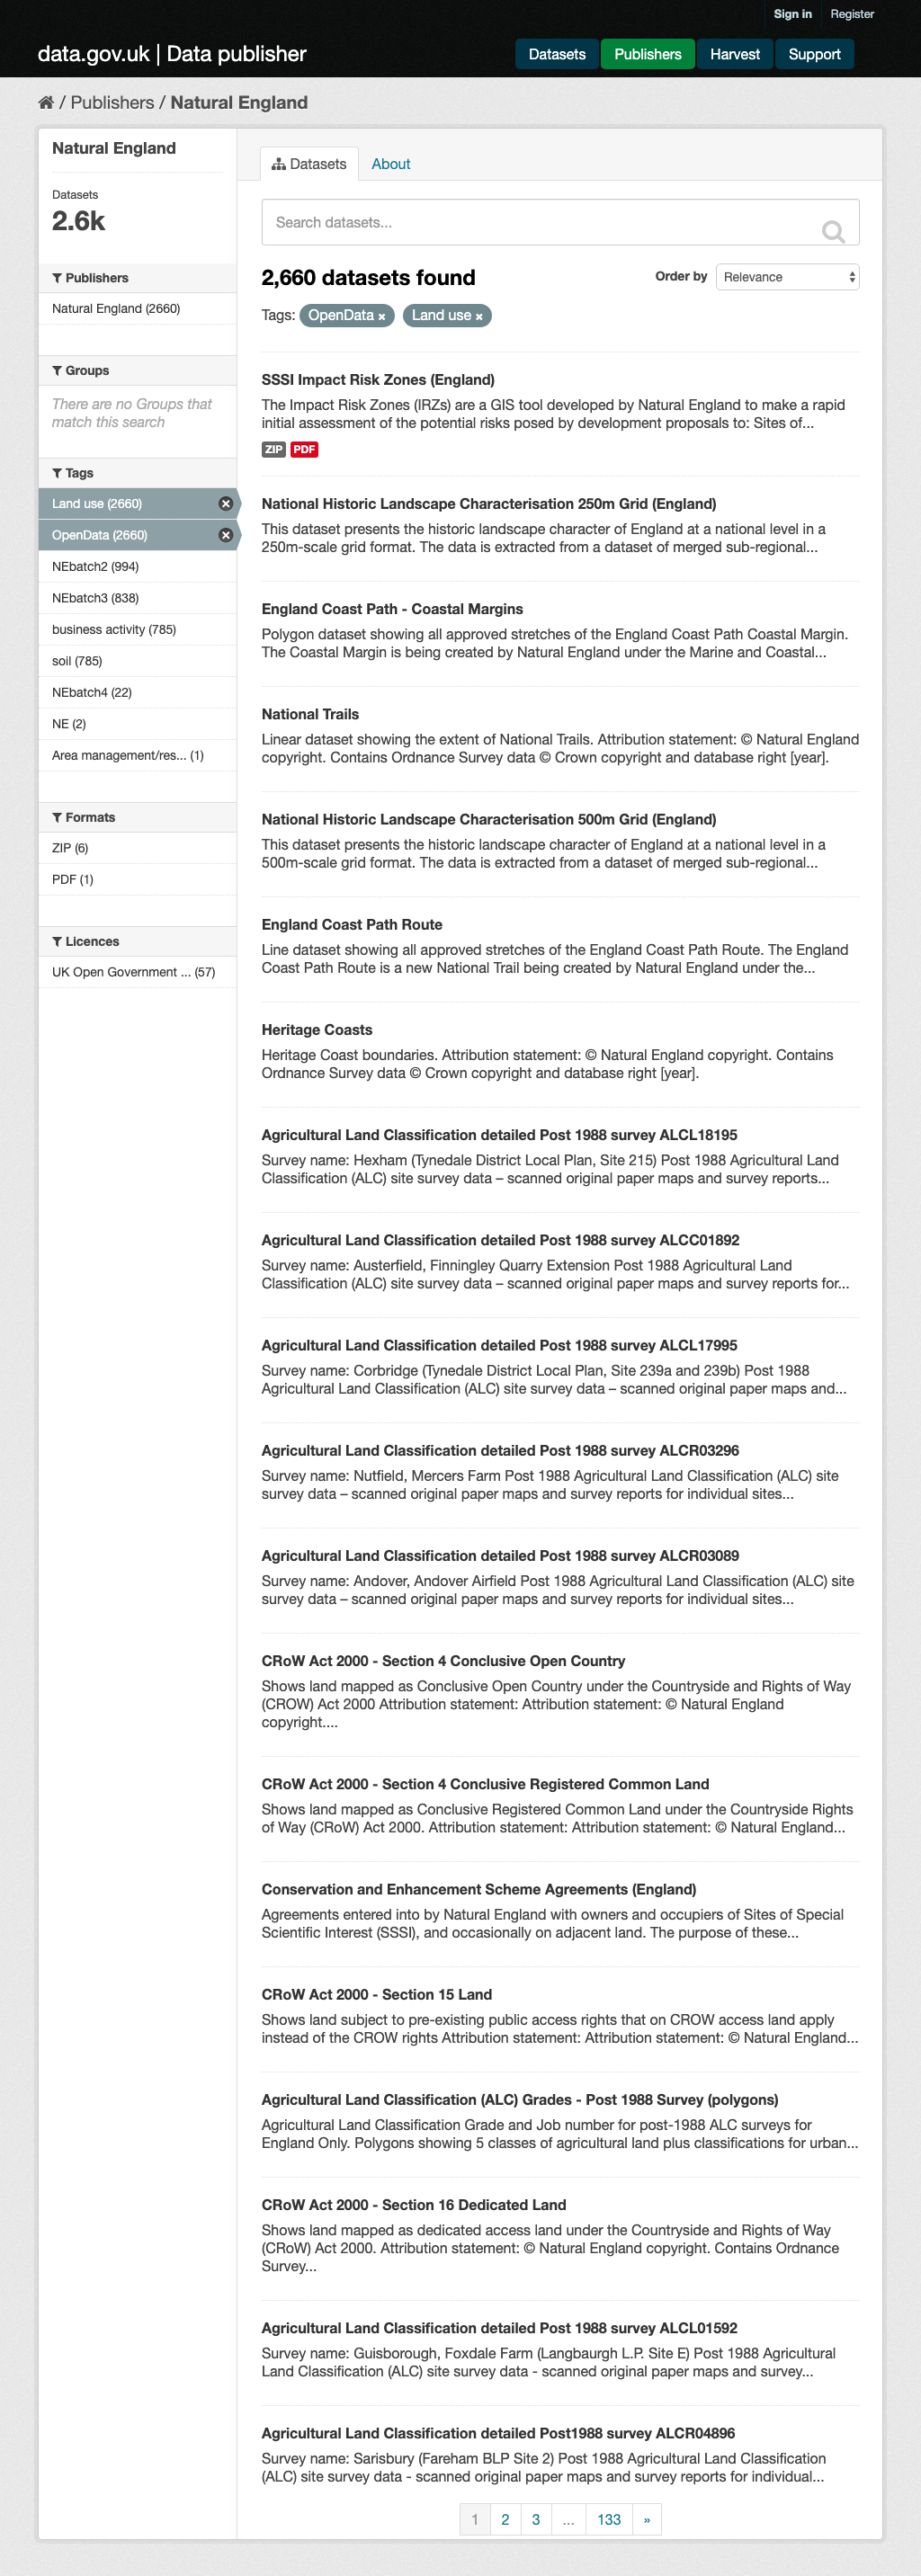 Sign in Register
data.gov.uk | Data publisher
Datasets Publishers Harvest Support
/ Publishers / Natural England
Natural England
Datasets
2.6k
Publishers
Natural England (2660)
Groups
There are no Groups that
match this search
Tags
Land use (2660)
OpenData (2660)
NEbatch2 (994)
NEbatch3 (838)
business activity (785)
soil (785)
NEbatch4 (22)
NE (2)
Area management/res... (1)
Formats
ZIP (6)
PDF (1)
Licences
UK Open Government ... (57)
Datasets About
Search datasets...
2,660 datasets found
Order by Relevance
Tags: OpenData × Land use ×
SSSI Impact Risk Zones (England)
The Impact Risk Zones (IRZs) are a GIS tool developed by Natural England to make a rapid
initial assessment of the potential risks posed by development proposals to: Sites of...
ZIP PDF
National Historic Landscape Characterisation 250m Grid (England)
This dataset presents the historic landscape character of England at a national level in a
250m-scale grid format. The data is extracted from a dataset of merged sub-regional...
England Coast Path - Coastal Margins
Polygon dataset showing all approved stretches of the England Coast Path Coastal Margin.
The Coastal Margin is being created by Natural England under the Marine and Coastal...
National Trails
Linear dataset showing the extent of National Trails. Attribution statement: © Natural England
copyright. Contains Ordnance Survey data © Crown copyright and database right [year].
National Historic Landscape Characterisation 500m Grid (England)
This dataset presents the historic landscape character of England at a national level in a
500m-scale grid format. The data is extracted from a dataset of merged sub-regional...
England Coast Path Route
Line dataset showing all approved stretches of the England Coast Path Route. The England
Coast Path Route is a new National Trail being created by Natural England under the...
Heritage Coasts
Heritage Coast boundaries. Attribution statement: © Natural England copyright. Contains
Ordnance Survey data © Crown copyright and database right [year].
Agricultural Land Classification detailed Post 1988 survey ALCL18195
Survey name: Hexham (Tynedale District Local Plan, Site 215) Post 1988 Agricultural Land
Classification (ALC) site survey data – scanned original paper maps and survey reports...
Agricultural Land Classification detailed Post 1988 survey ALCC01892
Survey name: Austerfield, Finningley Quarry Extension Post 1988 Agricultural Land
Classification (ALC) site survey data – scanned original paper maps and survey reports for...
Agricultural Land Classification detailed Post 1988 survey ALCL17995
Survey name: Corbridge (Tynedale District Local Plan, Site 239a and 239b) Post 1988
Agricultural Land Classification (ALC) site survey data – scanned original paper maps and...
Agricultural Land Classification detailed Post 1988 survey ALCR03296
Survey name: Nutfield, Mercers Farm Post 1988 Agricultural Land Classification (ALC) site
survey data – scanned original paper maps and survey reports for individual sites...
Agricultural Land Classification detailed Post 1988 survey ALCR03089
Survey name: Andover, Andover Airfield Post 1988 Agricultural Land Classification (ALC) site
survey data – scanned original paper maps and survey reports for individual sites...
CRoW Act 2000 - Section 4 Conclusive Open Country
Shows land mapped as Conclusive Open Country under the Countryside and Rights of Way
(CROW) Act 2000 Attribution statement: Attribution statement: © Natural England
copyright....
CRoW Act 2000 - Section 4 Conclusive Registered Common Land
Shows land mapped as Conclusive Registered Common Land under the Countryside Rights
of Way (CRoW) Act 2000. Attribution statement: Attribution statement: © Natural England...
Conservation and Enhancement Scheme Agreements (England)
Agreements entered into by Natural England with owners and occupiers of Sites of Special
Scientific Interest (SSSI), and occasionally on adjacent land. The purpose of these...
CRoW Act 2000 - Section 15 Land
Shows land subject to pre-existing public access rights that on CROW access land apply
instead of the CROW rights Attribution statement: Attribution statement: © Natural England...
Agricultural Land Classification (ALC) Grades - Post 1988 Survey (polygons)
Agricultural Land Classification Grade and Job number for post-1988 ALC surveys for
England Only. Polygons showing 5 classes of agricultural land plus classifications for urban...
CRoW Act 2000 - Section 16 Dedicated Land
Shows land mapped as dedicated access land under the Countryside and Rights of Way
(CRoW) Act 2000. Attribution statement: © Natural England copyright. Contains Ordnance
Survey...
Agricultural Land Classification detailed Post 1988 survey ALCL01592
Survey name: Guisborough, Foxdale Farm (Langbaurgh L.P. Site E) Post 1988 Agricultural
Land Classification (ALC) site survey data - scanned original paper maps and survey...
Agricultural Land Classification detailed Post1988 survey ALCR04896
Survey name: Sarisbury (Fareham BLP Site 2) Post 1988 Agricultural Land Classification
(ALC) site survey data - scanned original paper maps and survey reports for individual...
1 2 3 ... 133 »